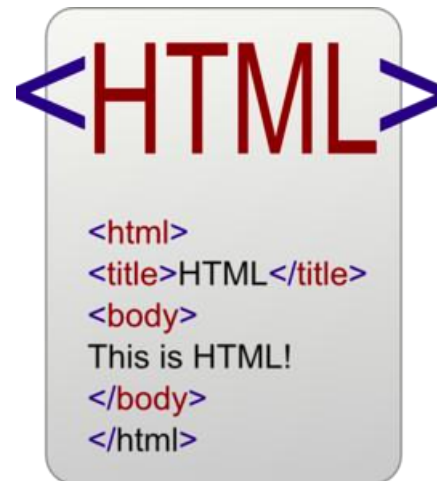 <HTML>
<html>
<title>HTML</title>
<body>
This is HTML!
</body>
</html>